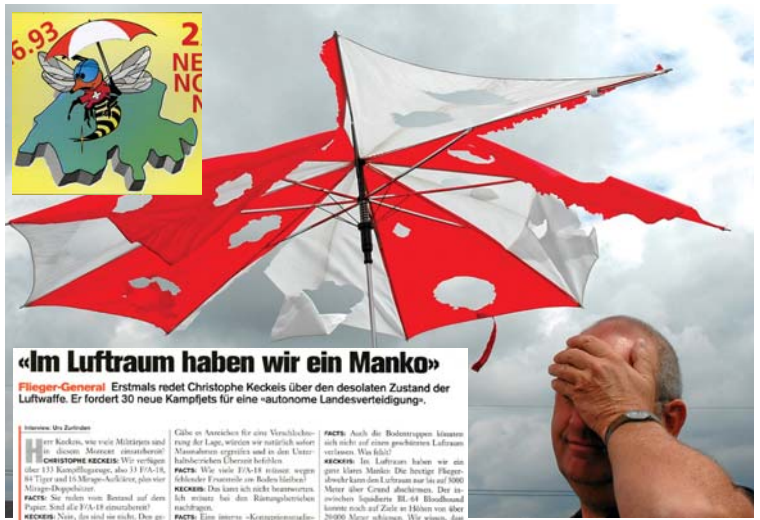 6.93
2
NE
NO
N
«Im Luftraum haben wir ein Manko»
Flieger-General Erstmals redet Christophe Keckeis über den desolaten Zustand der
Luftwaffe. Er fordert 30 neue Kampfjets für eine «autonome Landesverteidigung».
Interview: Urs Zurlinden
Herr Keckeis, wie viele Militärjets sind
in diesem Moment einsatzbereit?
CHRISTOPHE KECKEIS: Wir verfügen
über 133 Kampfflugzeuge, also 33 F/A-18,
84 Tiger und 16 Mirage-Aufklärer, plus vier
Mirage-Doppelsitzer.
FACTS: Sie reden vom Bestand auf dem
Papier. Sind alle F/A-18 einsatzbereit?
KECKEIS: Nein, das sind sie nicht.
Gäbe es Anzeichen für eine Verschlechte-
rung der Lage, würden wir natürlich sofort
Massnahmen ergreifen und in den Unter-
haltsbetrieben Überzeit befehlen.
FACTS: Wie viele F/A-18 müssen wegen
fehlender Ersatzteile am Boden bleiben?
KECKEIS: Das kann ich nicht beantworten.
Ich müsste bei den Rüstungsbetrieben
nachfragen.
FACTS: Eine interne
FACTS: Auch die Bodentruppen können
sich nicht auf einen geschützten Luftraum
verlassen. Was fehlt?
KECKEIS: Im Luftraum haben wir ein
ganz klares Manko: Die heutige Flieger-
abwehr kann den Luftraum nur bis auf 3000
Meter über Grund abschirmen. Der in-
zwischen liquidierte BL-64 Bloodhound
konnte noch auf Ziele in Höhen von über
20000 Meter schiessen. Wir wissen, dass